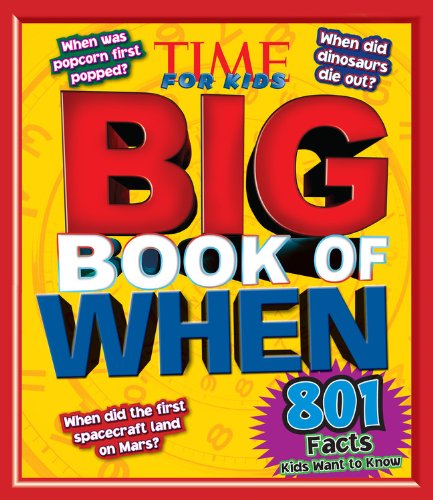 When was
popcorn first
popped?
TIME
FOR KIDS
When did
dinosaurs
die out?
BIG
BOOK OF
WHEN
801
Facts
Kids Want to Know
When did the first
spacecraft land
on Mars?